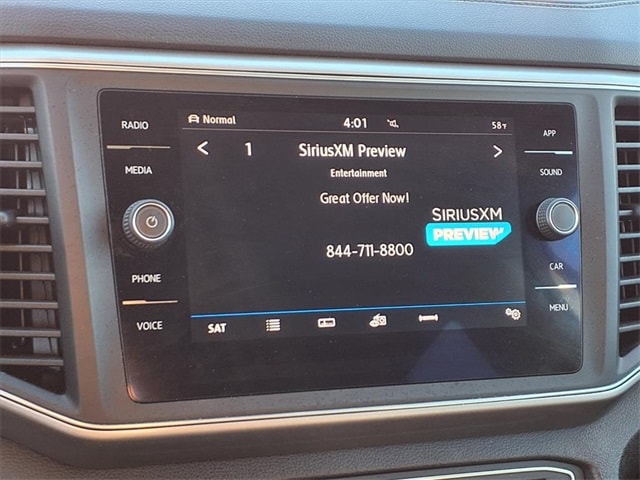 RADIO
MEDIA
PHONE
VOICE
Normal
4:01
58°F
1
SiriusXM Preview
Entertainment
Great Offer Now!
SIRIUSXM
PREVIEW
844-711-8800
SAT
APP
SOUND
CAR
MENU